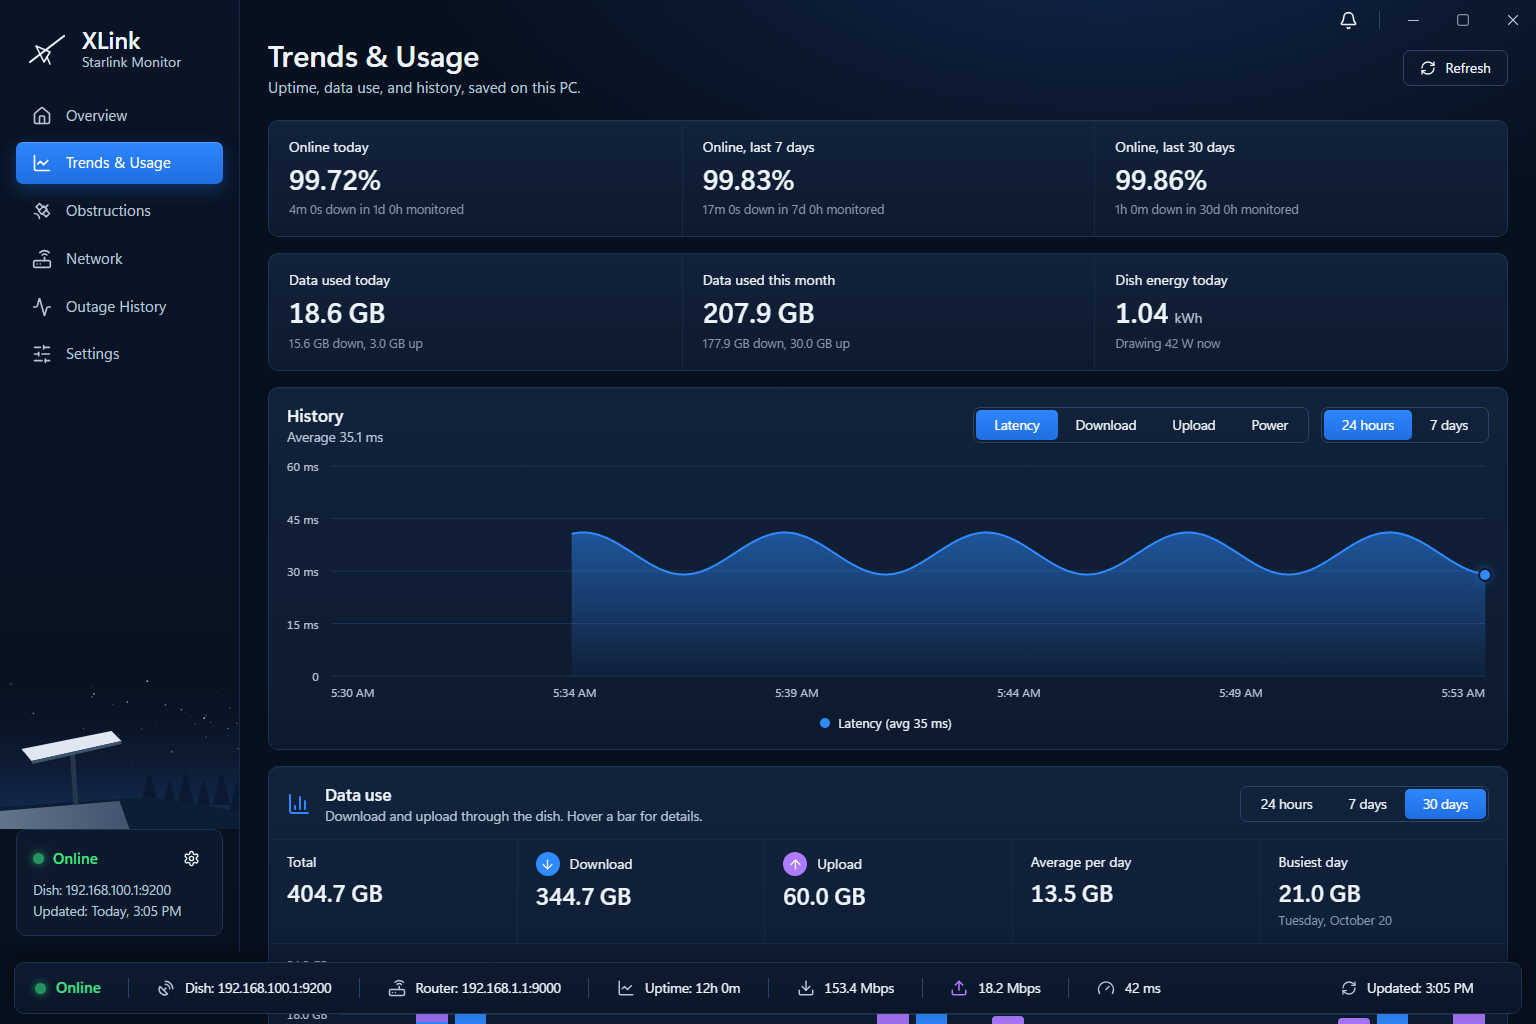 XLink
Starlink Monitor
Overview
Trends & Usage
Obstructions
Network
Outage History
Settings
Online
Dish: 192.168.100.1:9200
Updated: Today, 3:05 PM
Trends & Usage
Uptime, data use, and history, saved on this PC.
Refresh
Online today
99.72%
4m 0s down in 1d 0h monitored
Online, last 7 days
99.83%
17m 0s down in 7d 0h monitored
Online, last 30 days
99.86%
1h 0m down in 30d 0h monitored
Data used today
18.6 GB
15.6 GB down, 3.0 GB up
Data used this month
207.9 GB
177.9 GB down, 30.0 GB up
Dish energy today
1.04 kWh
Drawing 42 W now
History
Average 35.1 ms
Latency
Download
Upload
Power
24 hours
7 days
60 ms
45 ms
30 ms
15 ms
0
5:30 AM
5:34 AM
5:39 AM
5:44 AM
5:49 AM
5:53 AM
Latency (avg 35 ms)
Data use
Download and upload through the dish. Hover a bar for details.
24 hours
7 days
30 days
Total
404.7 GB
Download
344.7 GB
Upload
60.0 GB
Average per day
13.5 GB
Busiest day
21.0 GB
Tuesday, October 20
Online
Dish: 192.168.100.1:9200
Router: 192.168.1.1:9000
Uptime: 12h 0m
153.4 Mbps
18.2 Mbps
42 ms
Updated: 3:05 PM
18.0 GB